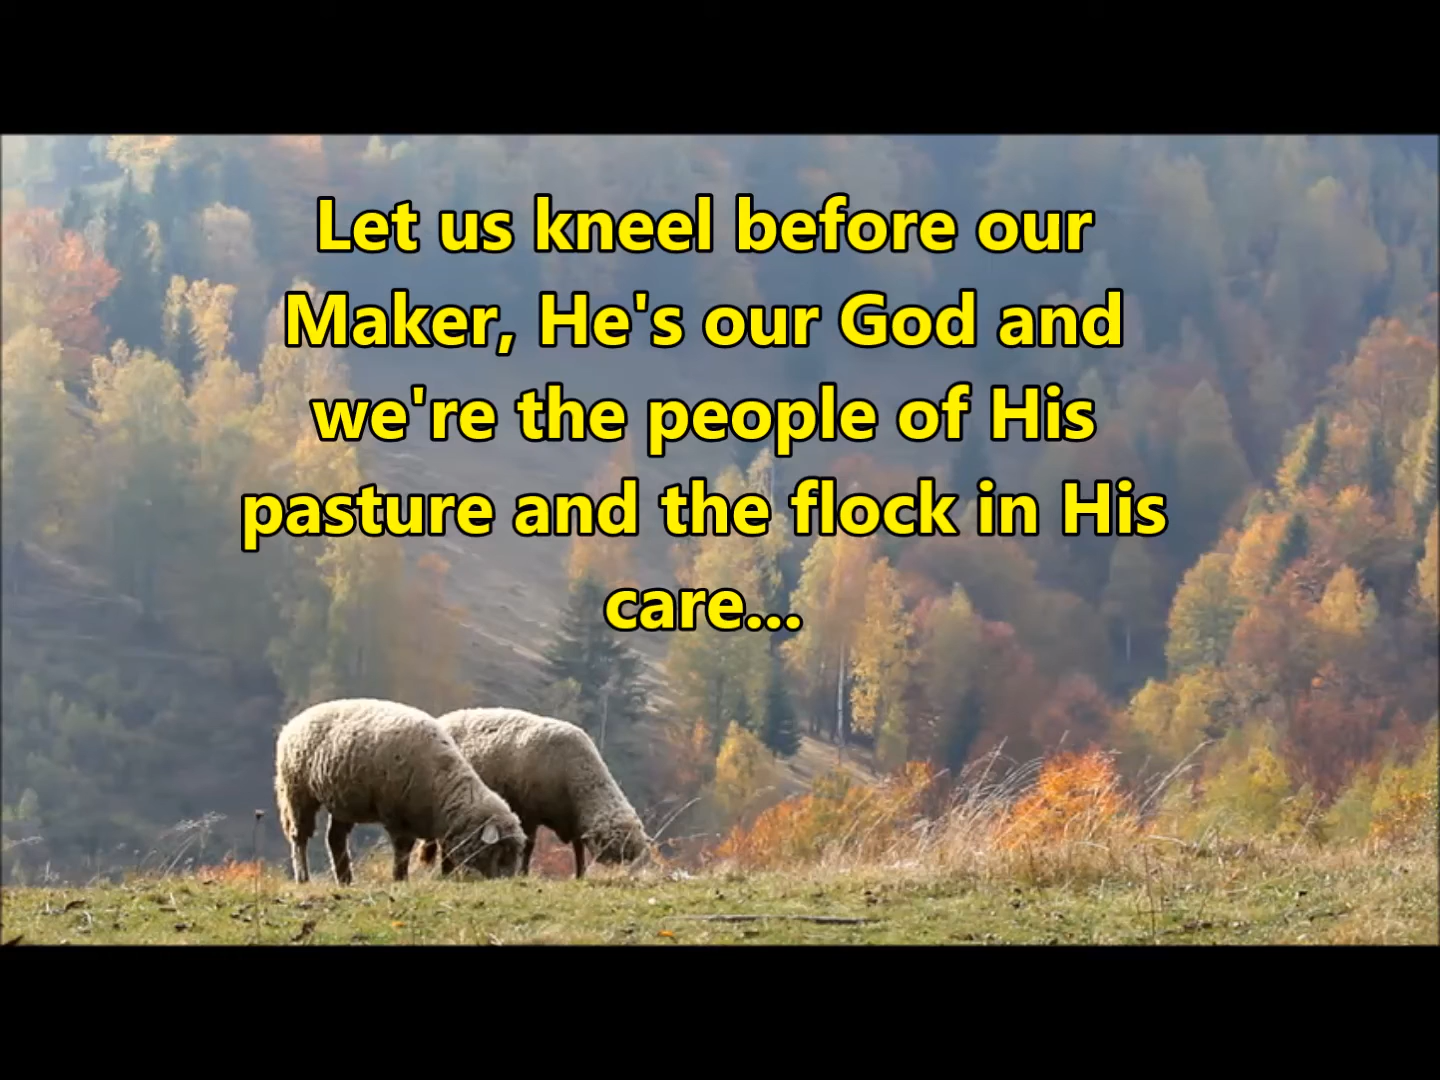 Let us kneel before our
Maker, He's our God and
we're the people of His
pasture and the flock in His
care...